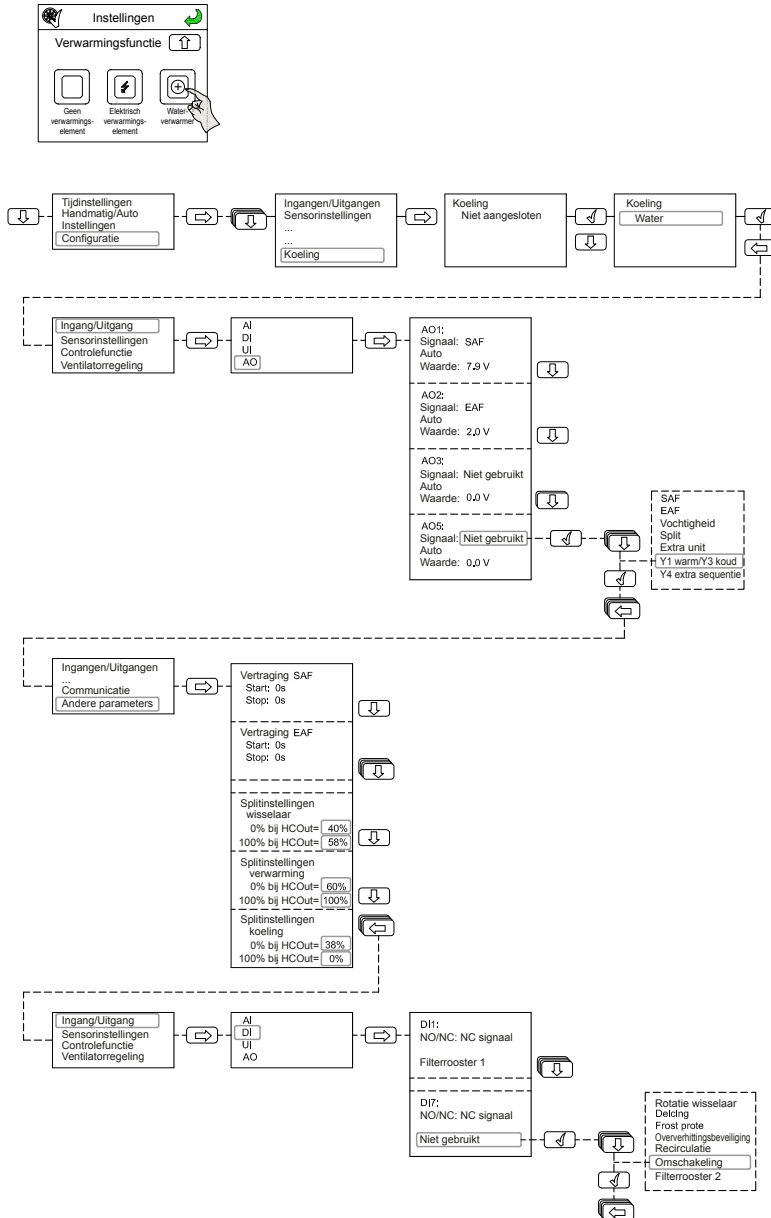 Instellingen
Verwarmingsfunctie
Geen verwarmings-element
Elektrisch verwarmings-element
Water-verwarmer
Tijdinstellingen
Handmatig/Auto
Instellingen
Configuratie
Ingangen/Uitgangen
Sensorinstellingen
...
...
Koeling
Koeling
Niet aangesloten
Koeling
Water
Ingang/Uitgang
Sensorinstellingen
Controlefunctie
Ventilatorregeling
AI
DI
UI
AO
AO1:
Signaal: SAF
Auto
Waarde: 7.9 V
AO2:
Signaal: EAF
Auto
Waarde: 2.0 V
AO3:
Signaal: Niet gebruikt
Auto
Waarde: 0.0 V
AO5:
Signaal: Niet gebruikt
Auto
Waarde: 0.0 V
SAF
EAF
Vochtigheid
Split
Extra unit
Y1 warm/Y3 koud
Y4 extra sequentie
Ingangen/Uitgangen
...
Communicatie
Andere parameters
Vertraging SAF
Start: 0s
Stop: 0s
Vertraging EAF
Start: 0s
Stop: 0s
Splitinstellingen
wisselaar
0% bij HCOut= 40%
100% bij HCOut= 58%
Splitinstellingen
verwarming
0% bij HCOut= 60%
100% bij HCOut= 100%
Splitinstellingen
koeling
0% bij HCOut= 38%
100% bij HCOut= 0%
Ingang/Uitgang
Sensorinstellingen
Controlefunctie
Ventilatorregeling
AI
DI
UI
AO
DI1:
NO/NC: NC signaal
Filterrooster 1
DI7:
NO/NC: NC signaal
Niet gebruikt
Rotatie wisselaar
Deicing
Frost prote
Oververhittingsbeveiliging
Recirculatie
Omschakeling
Filterrooster 2